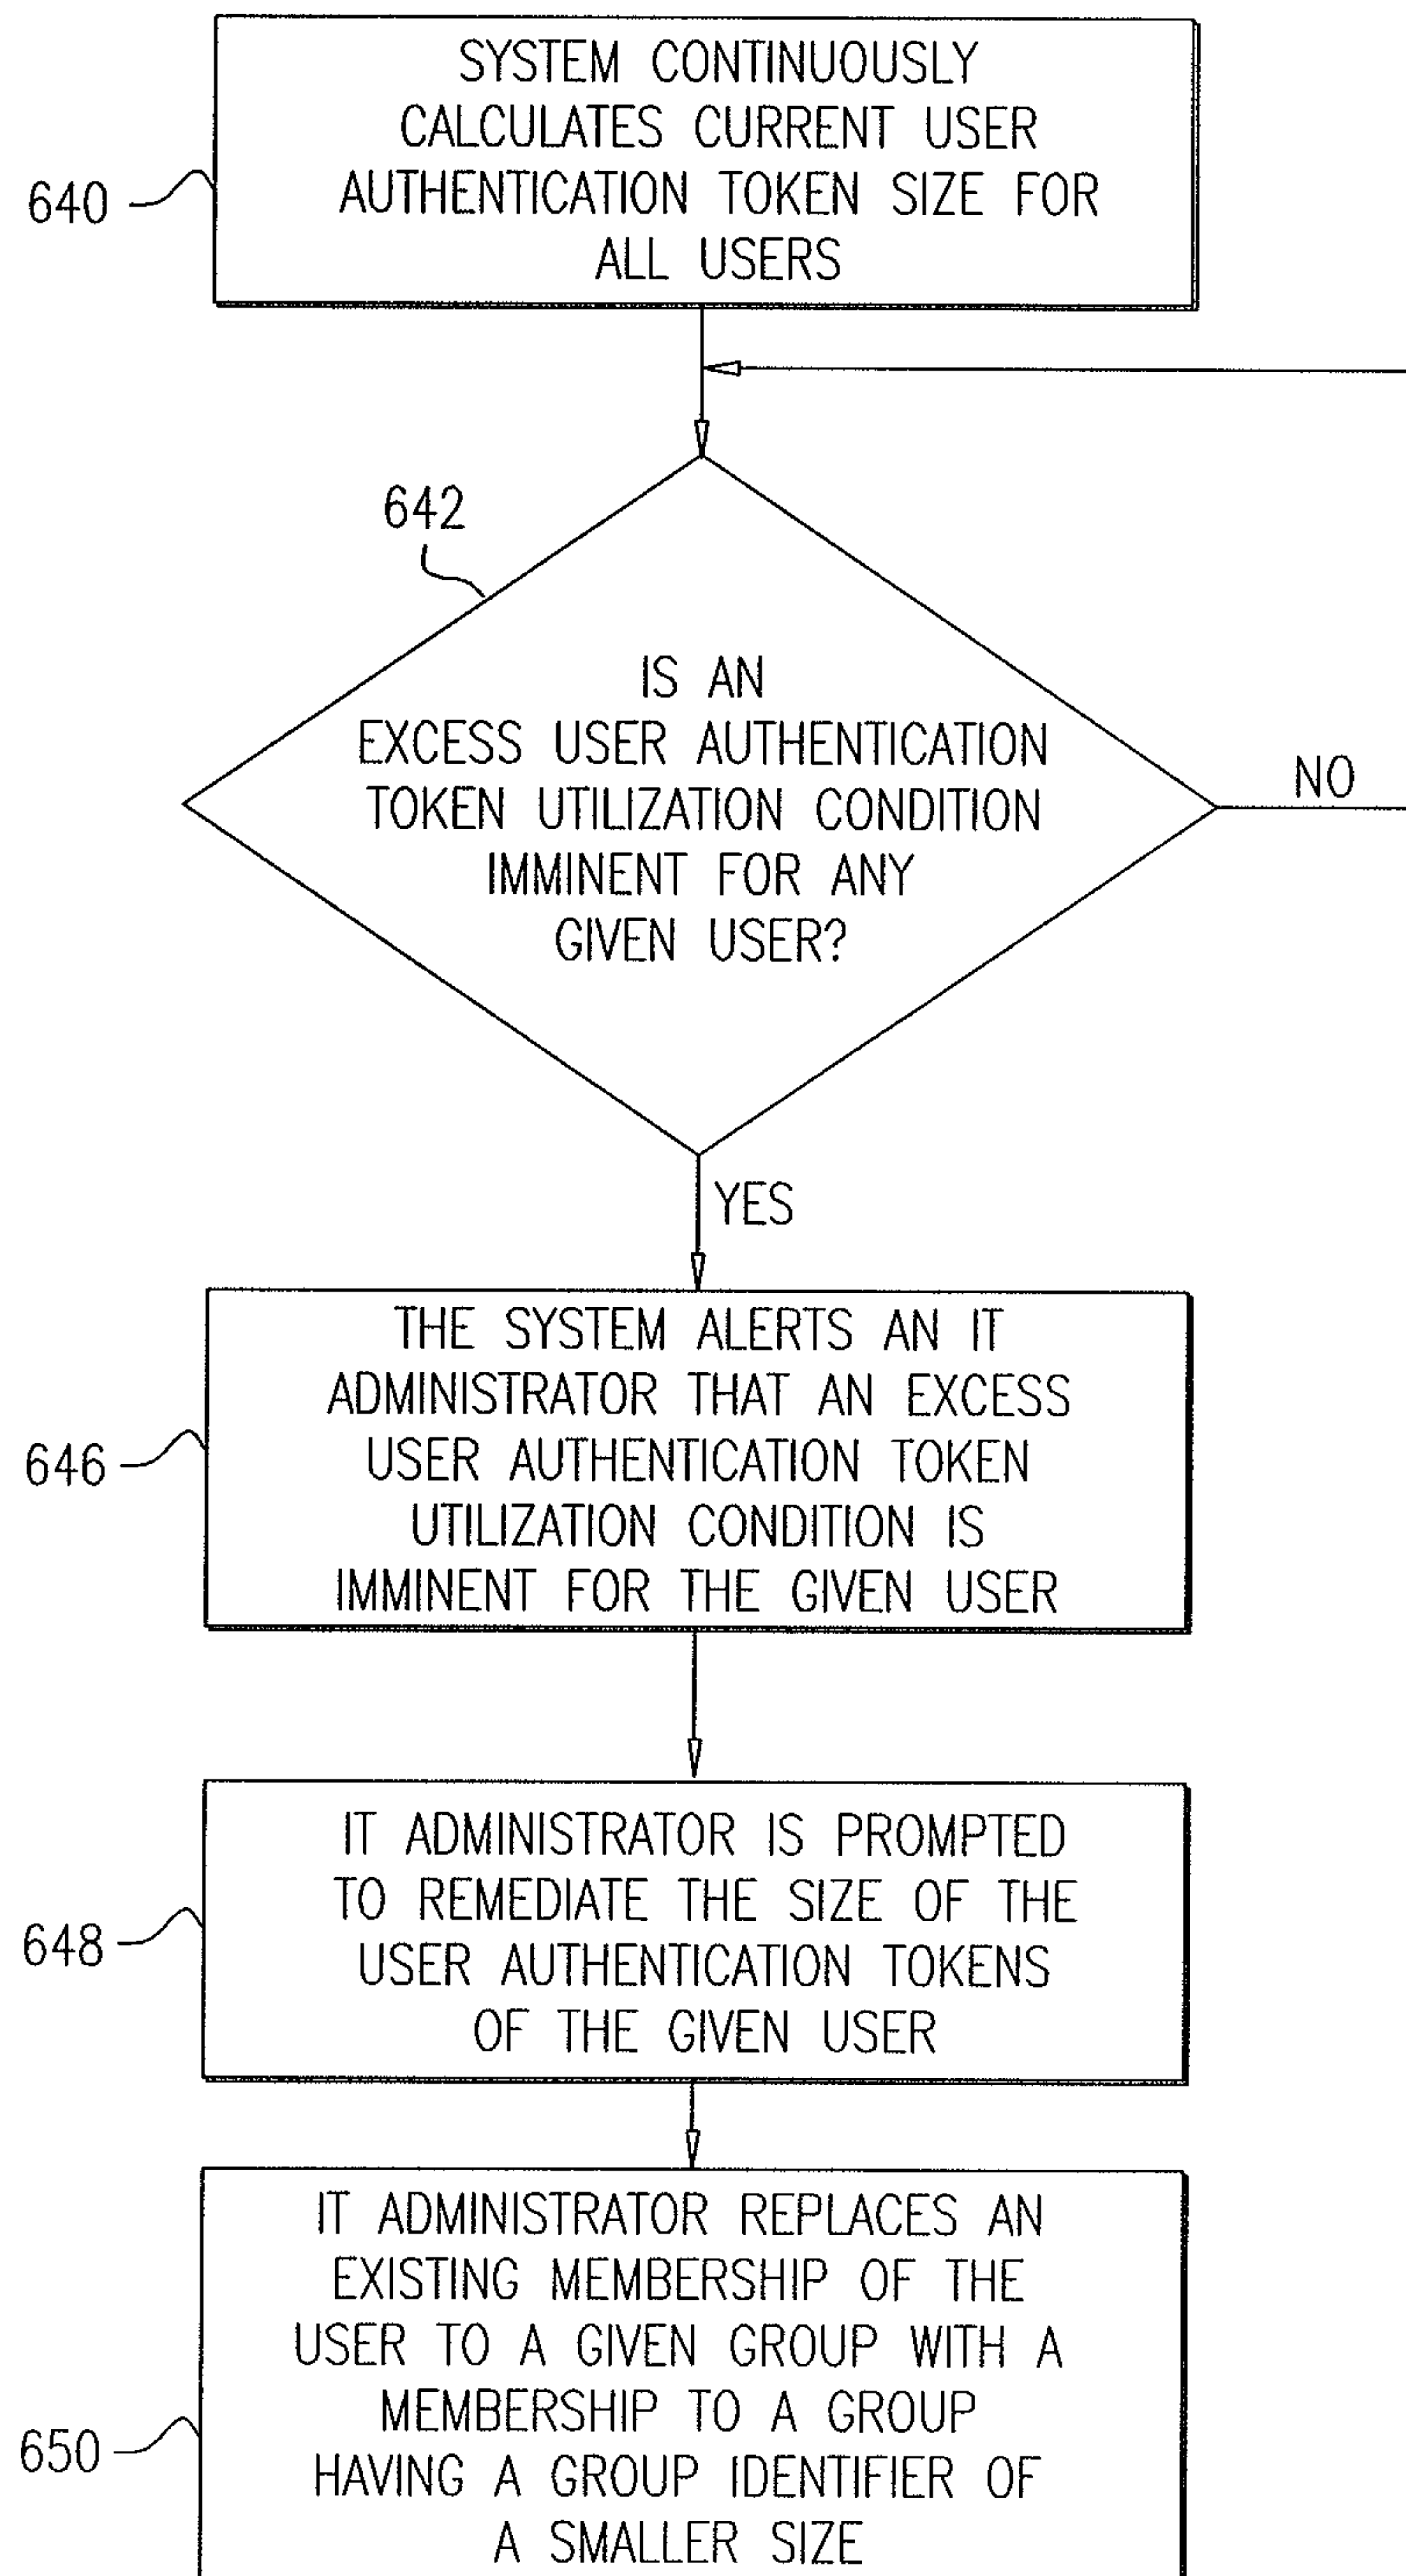 SYSTEM CONTINUOUSLY
CALCULATES CURRENT USER
AUTHENTICATION TOKEN SIZE FOR
ALL USERS
640
642
IS AN
EXCESS USER AUTHENTICATION
TOKEN UTILIZATION CONDITION
IMMINENT FOR ANY
GIVEN USER?
NO
YES
THE SYSTEM ALERTS AN IT
ADMINISTRATOR THAT AN EXCESS
USER AUTHENTICATION TOKEN
UTILIZATION CONDITION IS
IMMINENT FOR THE GIVEN USER
646
IT ADMINISTRATOR IS PROMPTED
TO REMEDIATE THE SIZE OF THE
USER AUTHENTICATION TOKENS
OF THE GIVEN USER
648
IT ADMINISTRATOR REPLACES AN
EXISTING MEMBERSHIP OF THE
USER TO A GIVEN GROUP WITH A
MEMBERSHIP TO A GROUP
HAVING A GROUP IDENTIFIER OF
A SMALLER SIZE
650